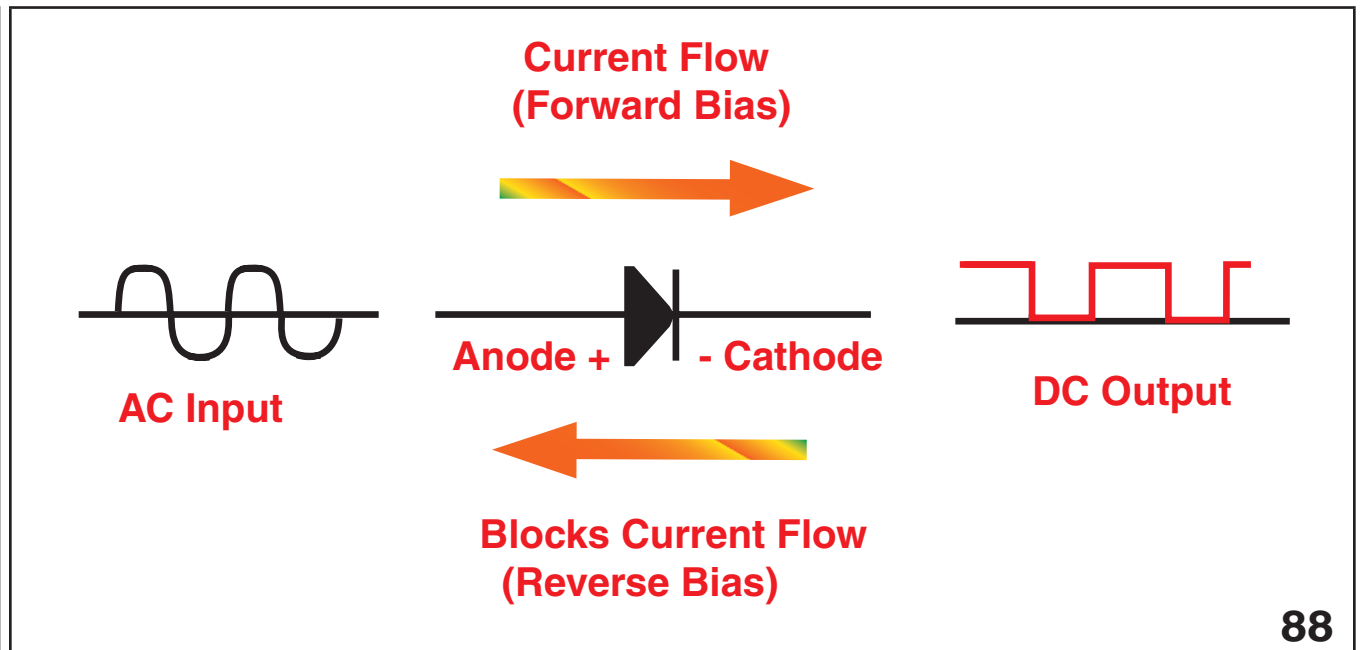 Current Flow
(Forward Bias)
Anode +
- Cathode
AC Input
DC Output
Blocks Current Flow
(Reverse Bias)
88